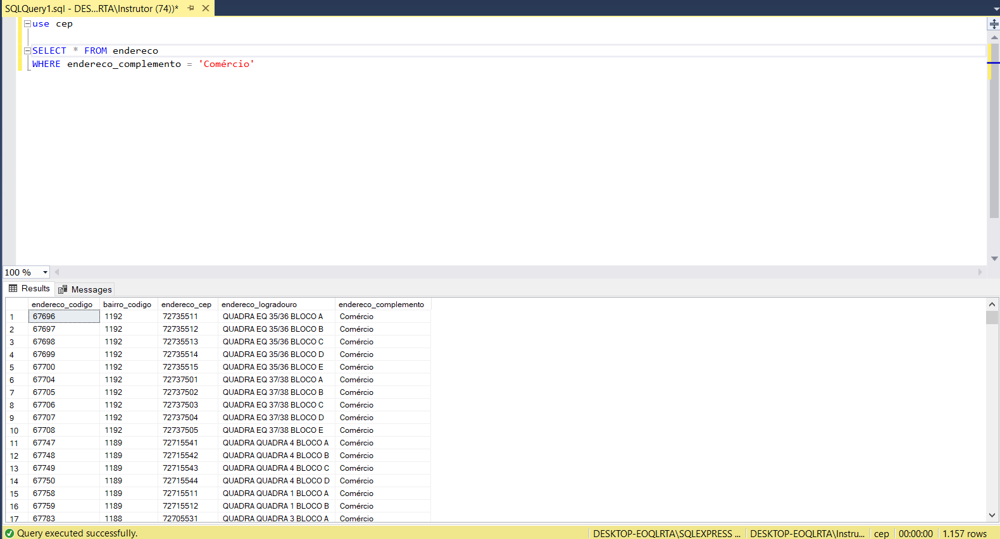 SQLQuery1.sql - DES...RTA\Instrutor (74))*
use cep
SELECT * FROM endereco
WHERE endereco_complemento = 'Comércio'
100 %
Results Messages
endereco_codigo bairro_codigo endereco_cep endereco_logradouro endereco_complemento
1 67696 1192 72735511 QUADRA EQ 35/36 BLOCO A Comércio
2 67697 1192 72735512 QUADRA EQ 35/36 BLOCO B Comércio
3 67698 1192 72735513 QUADRA EQ 35/36 BLOCO C Comércio
4 67699 1192 72735514 QUADRA EQ 35/36 BLOCO D Comércio
5 67700 1192 72735515 QUADRA EQ 35/36 BLOCO E Comércio
6 67704 1192 72737501 QUADRA EQ 37/38 BLOCO A Comércio
7 67705 1192 72737502 QUADRA EQ 37/38 BLOCO B Comércio
8 67706 1192 72737503 QUADRA EQ 37/38 BLOCO C Comércio
9 67707 1192 72737504 QUADRA EQ 37/38 BLOCO D Comércio
10 67708 1192 72737505 QUADRA EQ 37/38 BLOCO E Comércio
11 67747 1189 72715541 QUADRA QUADRA 4 BLOCO A Comércio
12 67748 1189 72715542 QUADRA QUADRA 4 BLOCO B Comércio
13 67749 1189 72715543 QUADRA QUADRA 4 BLOCO C Comércio
14 67750 1189 72715544 QUADRA QUADRA 4 BLOCO D Comércio
15 67758 1189 72715511 QUADRA QUADRA 1 BLOCO A Comércio
16 67759 1189 72715512 QUADRA QUADRA 1 BLOCO B Comércio
17 67783 1188 72705531 QUADRA QUADRA 3 BLOCO A Comércio
Query executed successfully. DESKTOP-EOQLRTA\SQLEXPRESS ... DESKTOP-EOQLRTA\Instru... cep 00:00:00 1.157 rows